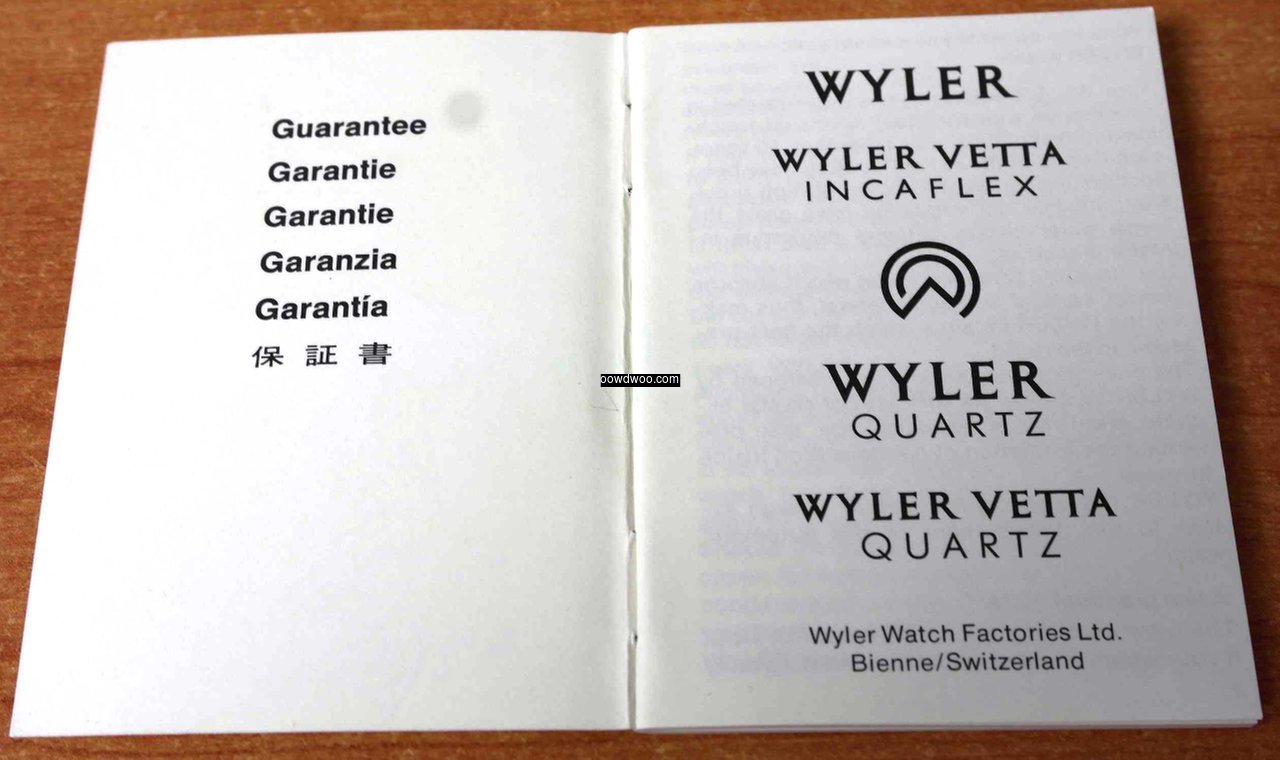 Guarantee
Garantie
Garantie
Garanzia
Garantía
保証書
oowdwoo.com
WYLER
WYLER VETTA
INCAFLEX
WYLER
QUARTZ
WYLER VETTA
QUARTZ
Wyler Watch Factories Ltd.
Bienne/Switzerland